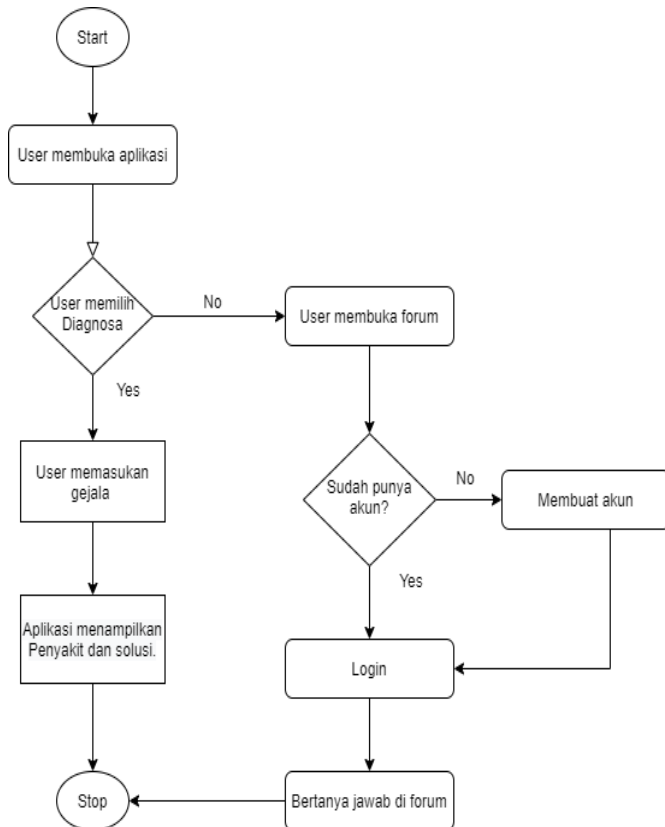 Start
User membuka aplikasi
User memilih
Diagnosa
No
User membuka forum
Yes
User memasukan
gejala
Sudah punya
akun?
No
Membuat akun
Yes
Aplikasi menampilkan
Penyakit dan solusi.
Login
Stop
Bertanya jawab di forum